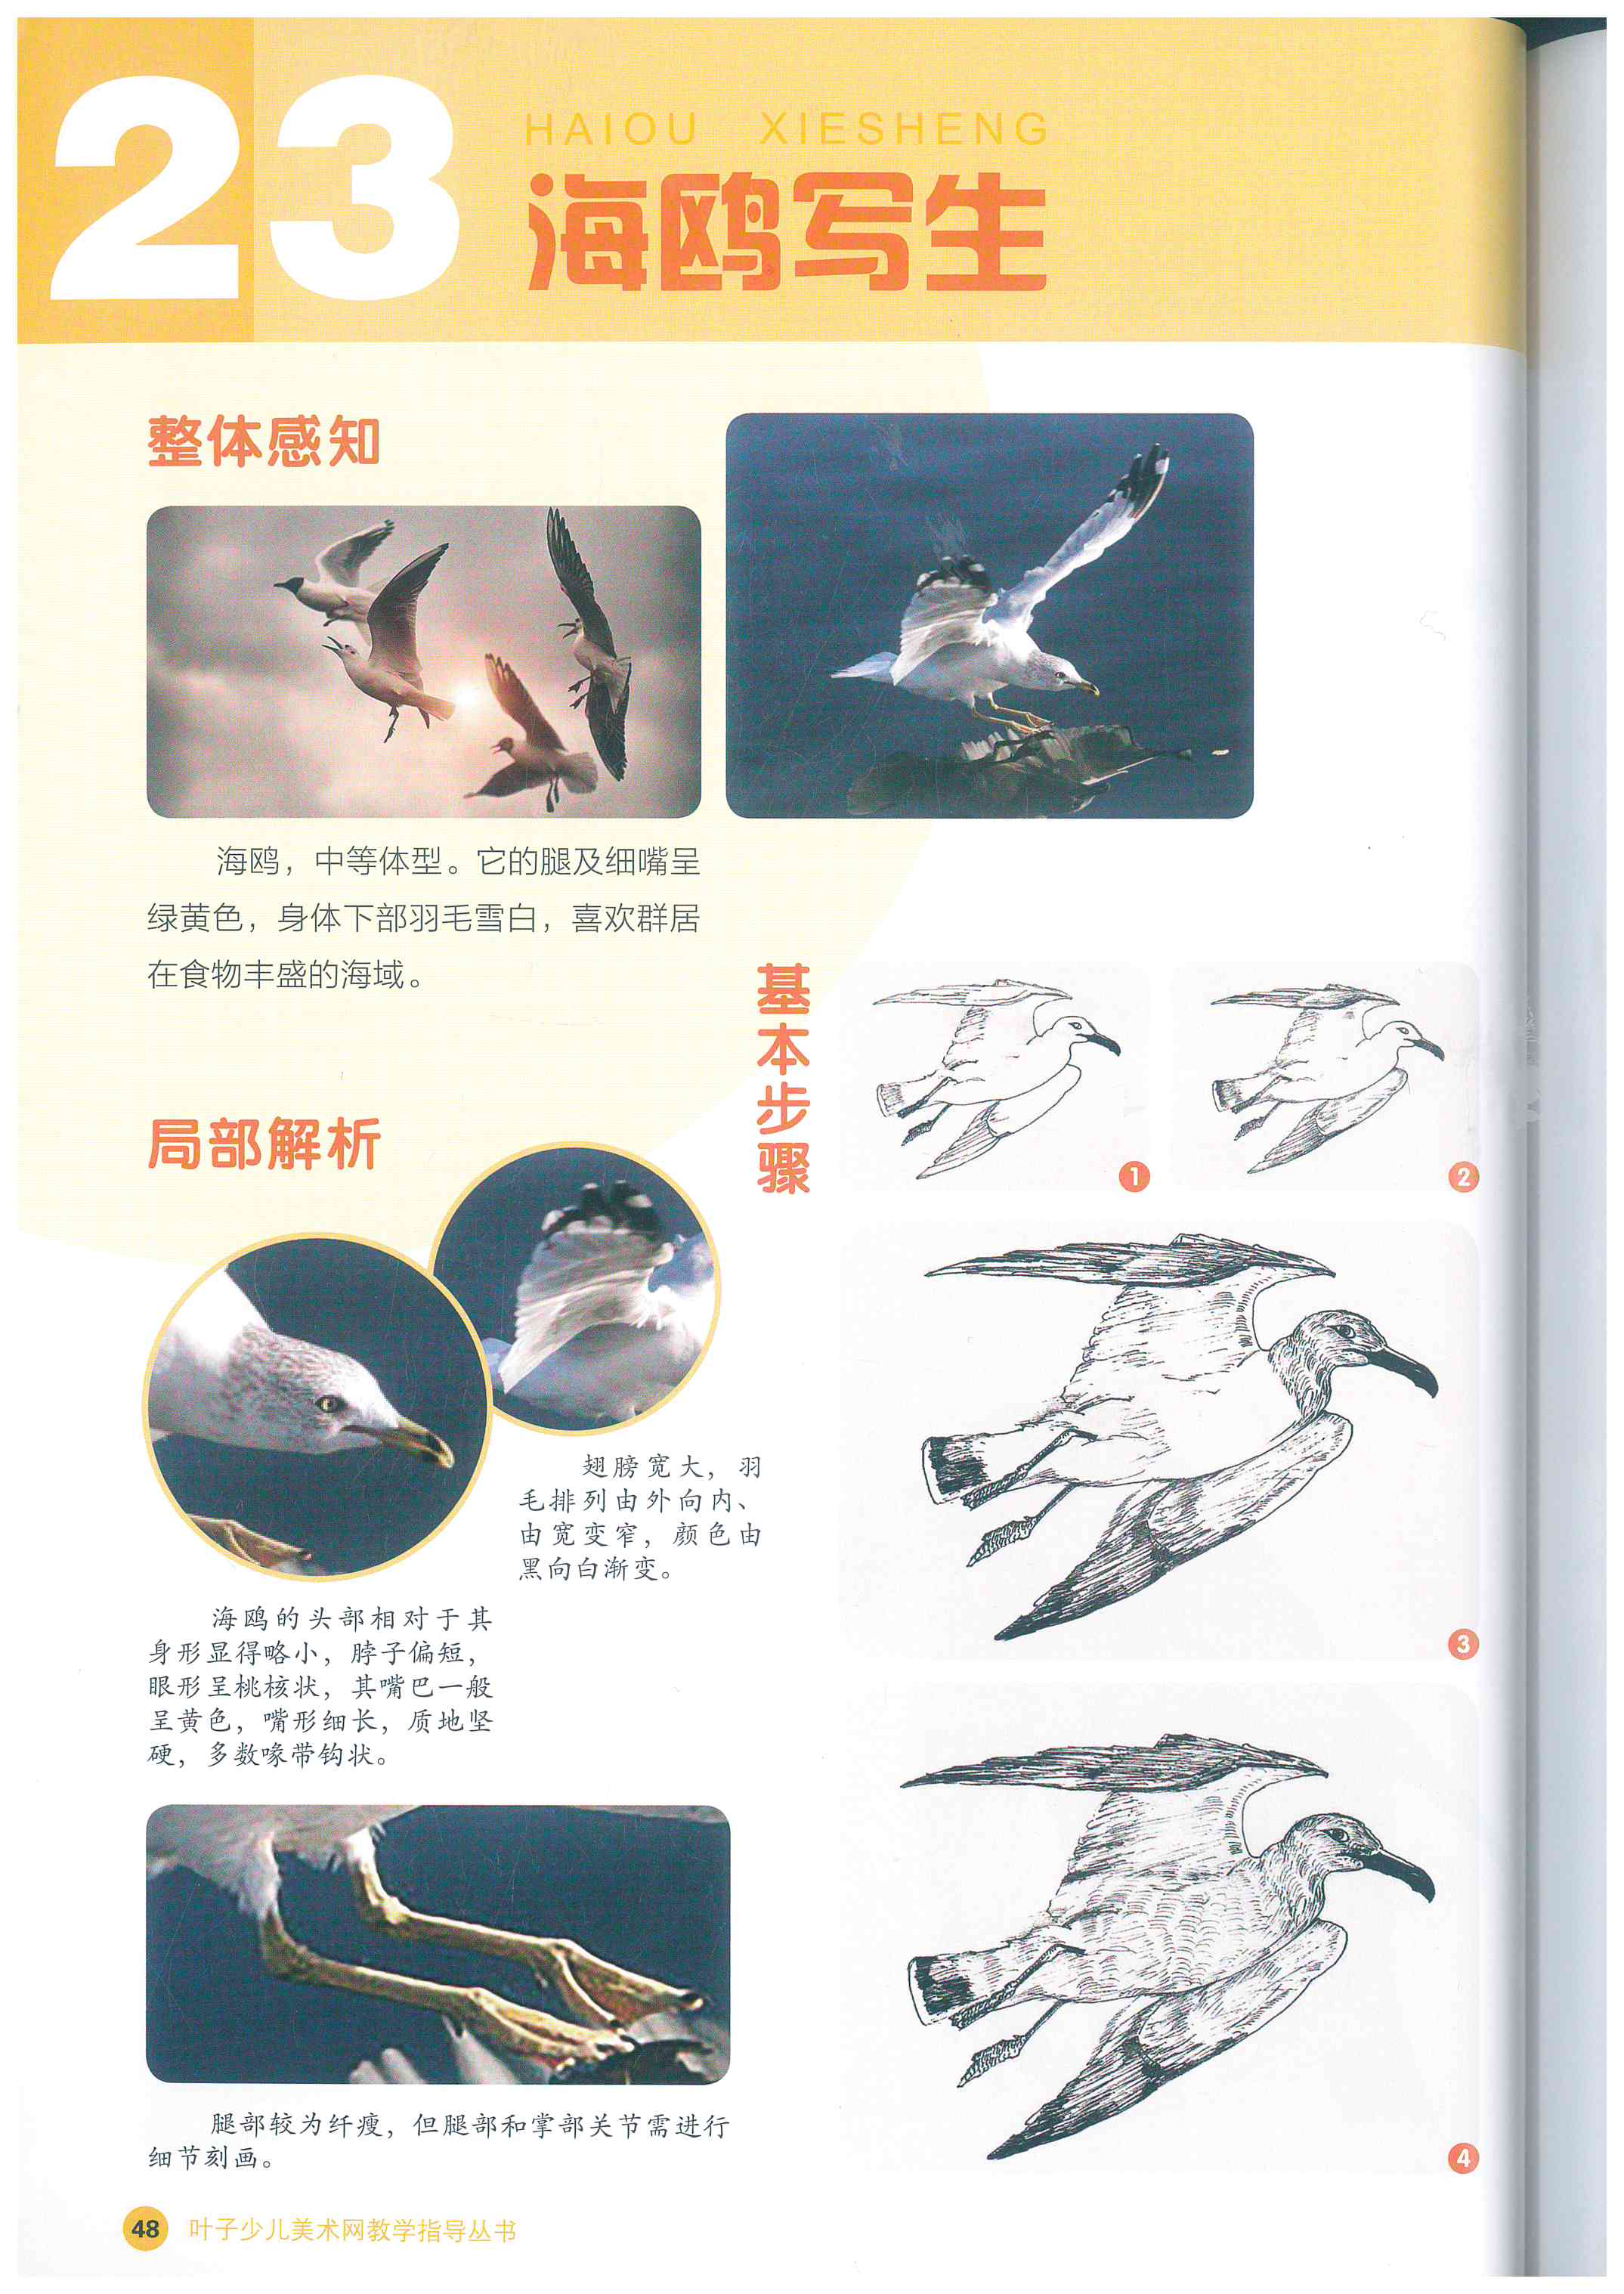 23
HAIOU XIESHENG
海鸥写生
整体感知
海鸥，中等体型。它的腿及细嘴呈
绿黄色，身体下部羽毛雪白，喜欢群居
在食物丰盛的海域。
局部解析
翅膀宽大，羽
毛排列由外向内、
由宽变窄，颜色由
黑向白渐变。
海鸥的头部相对于其
身形显得略小，脖子偏短，
眼形呈桃核状，其嘴巴一般
呈黄色，嘴形细长，质地坚
硬，多数喙带钩状。
腿部较为纤瘦，但腿部和掌部关节需进行
细节刻画。
基本步骤
1
2
3
4
48 叶子少儿美术网教学指导丛书